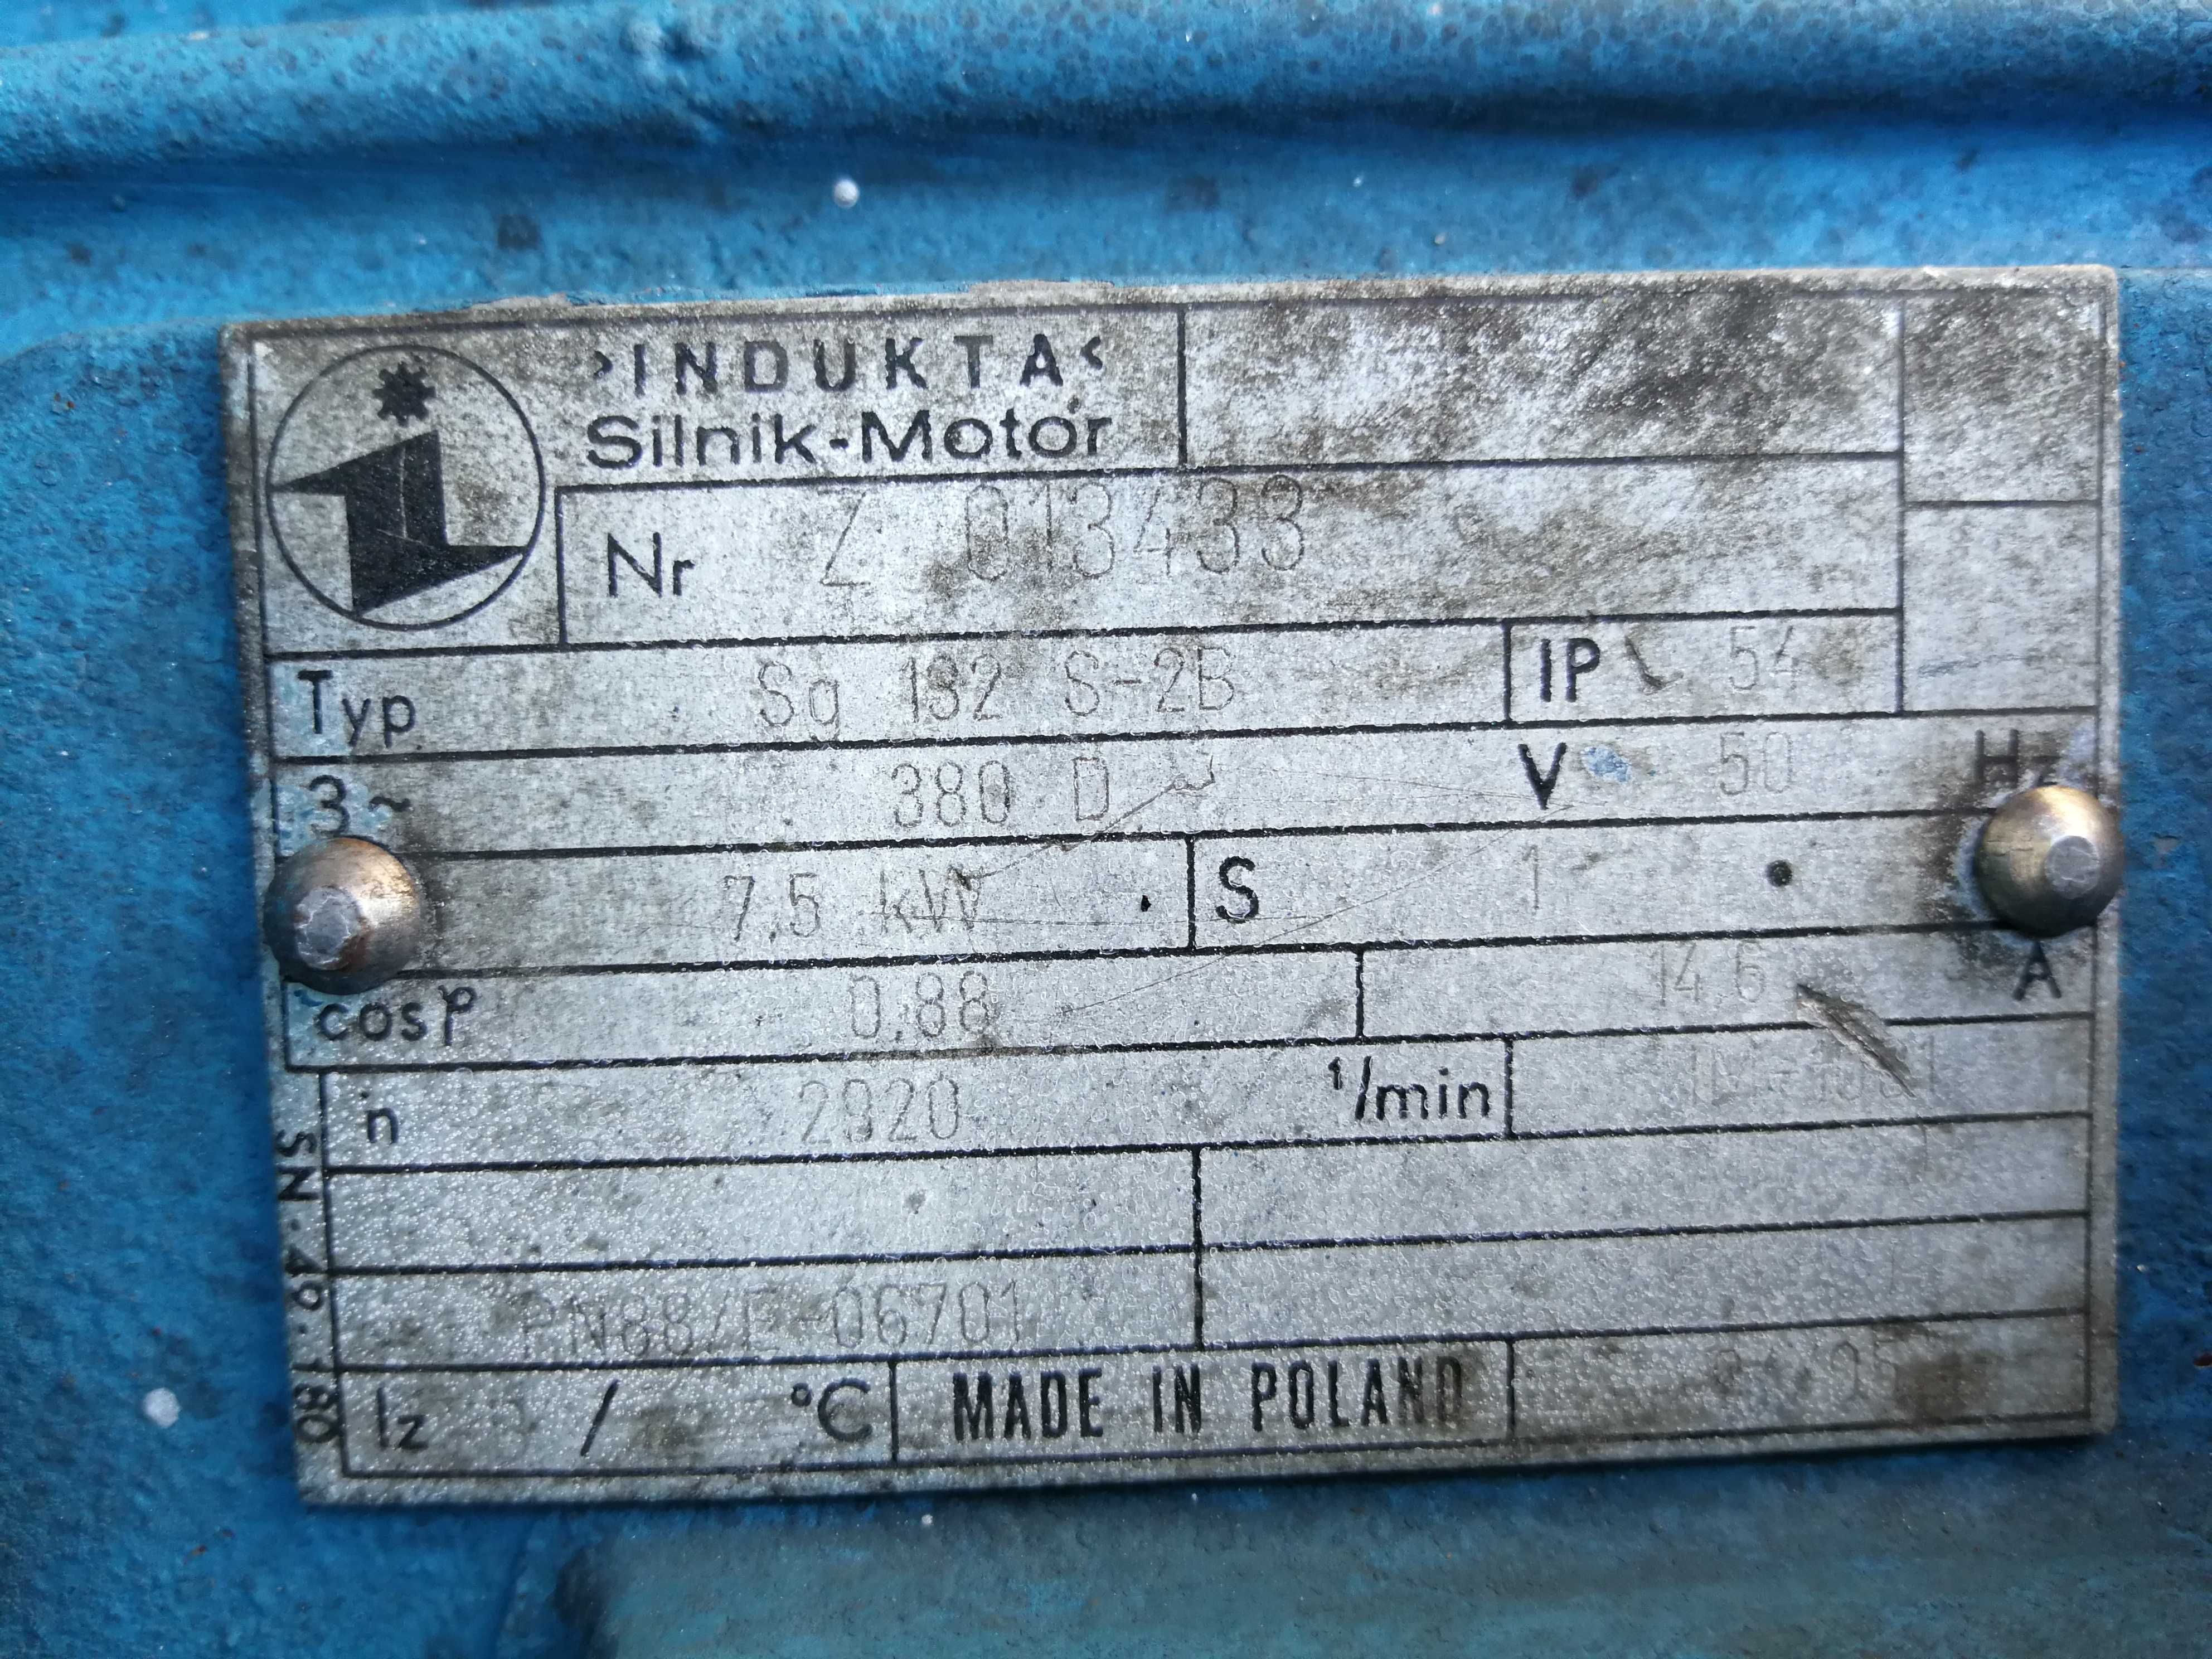 >INDUKTA<
Silnik-Motor
Nr Z 013433
Typ Sg 132 S-2B IP 54
3~ 380 D V 50 Hz
7,5 kW S 1
cosφ 0,88 14,6 A
n 2920 1/min
PN88/E-06701
Iz / °C MADE IN POLAND
SN·49·180